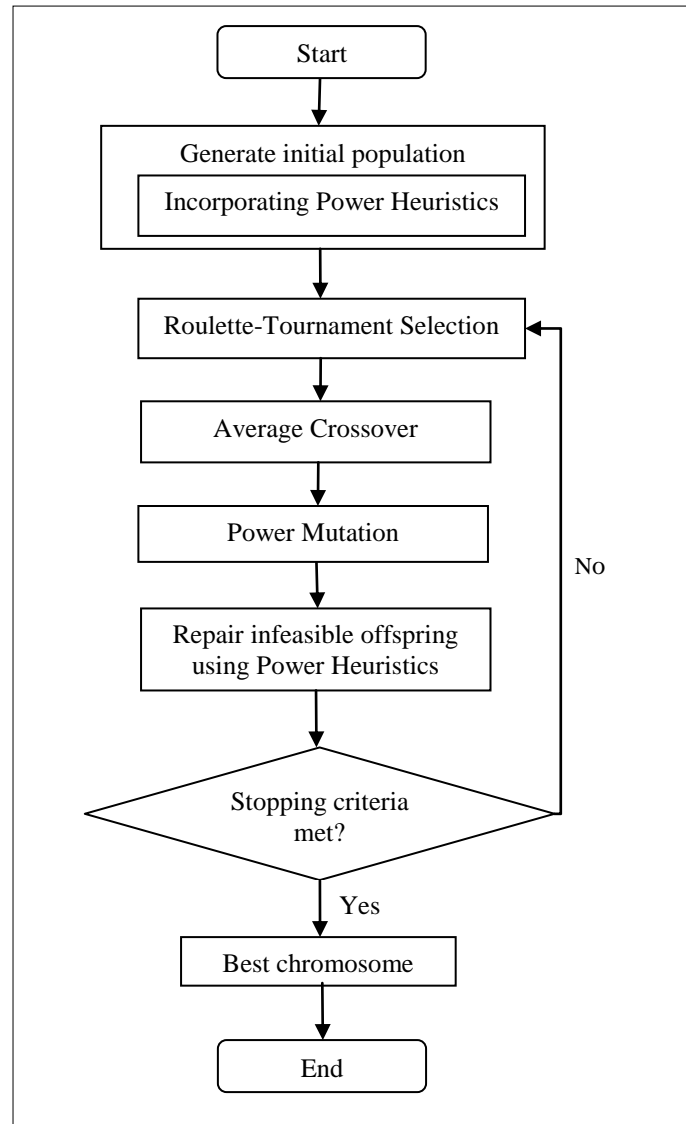 Start
Generate initial population
Incorporating Power Heuristics
Roulette-Tournament Selection
Average Crossover
Power Mutation
No
Repair infeasible offspring
using Power Heuristics
Stopping criteria
met?
Yes
Best chromosome
End